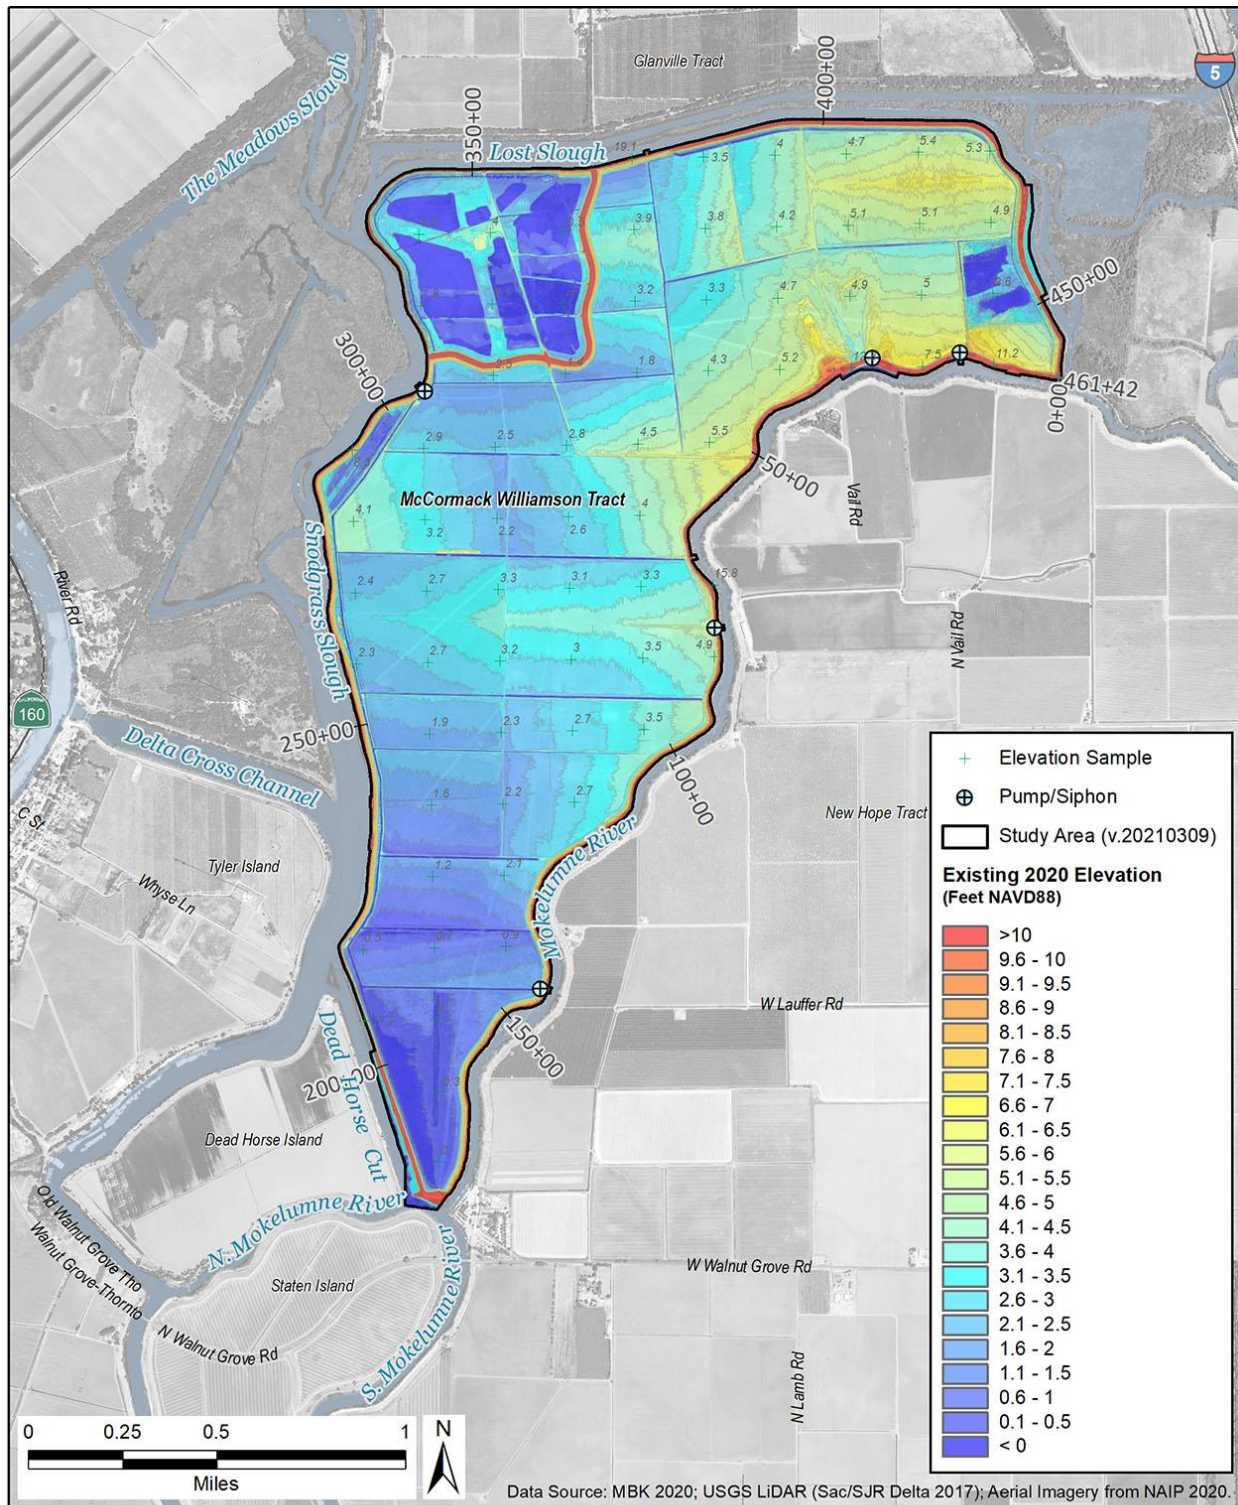 Glanville Tract
400+00
5
The Meadows Slough
350+00
Lost Slough
19.1
3.5
4
4.7
5.4
5.3
4
3.9
3.8
4.2
5.1
5.1
4.9
3.2
3.3
4.7
4.9
5
450+00
300+00
2.5
1.8
4.3
5.2
7.5
11.2
461+42
0+00
2.9
2.5
2.8
4.5
5.5
50+00
McCormack Williamson Tract
4.1
3.2
2.2
2.6
4
Vail Rd
Snodgrass Slough
River Rd
2.4
2.7
3.3
3.1
3.3
15.8
N Vail Rd
2.3
2.7
3.2
3
3.5
4.9
CALIFORNIA
160
250+00
1.9
2.3
2.7
3.5
100+00
Delta Cross Channel
1.6
2.2
2.7
New Hope Tract
C St
Tyler Island
Whyse Ln
1.2
2.1
Mokelumne River
0.5
0.7
0.9
W Lauffer Rd
150+00
200+00
Dead Horse Cut
0.3
Dead Horse Island
Old Walnut Grove Tho
Walnut Grove-Thornto
N. Mokelumne River
Staten Island
W Walnut Grove Rd
N Walnut Grove Rd
S. Mokelumne River
N Lamb Rd
Elevation Sample
Pump/Siphon
Study Area (v.20210309)
Existing 2020 Elevation
(Feet NAVD88)
>10
9.6 - 10
9.1 - 9.5
8.6 - 9
8.1 - 8.5
7.6 - 8
7.1 - 7.5
6.6 - 7
6.1 - 6.5
5.6 - 6
5.1 - 5.5
4.6 - 5
4.1 - 4.5
3.6 - 4
3.1 - 3.5
2.6 - 3
2.1 - 2.5
1.6 - 2
1.1 - 1.5
0.6 - 1
0.1 - 0.5
< 0
0 0.25 0.5 1
Miles
N
Data Source: MBK 2020; USGS LiDAR (Sac/SJR Delta 2017); Aerial Imagery from NAIP 2020.